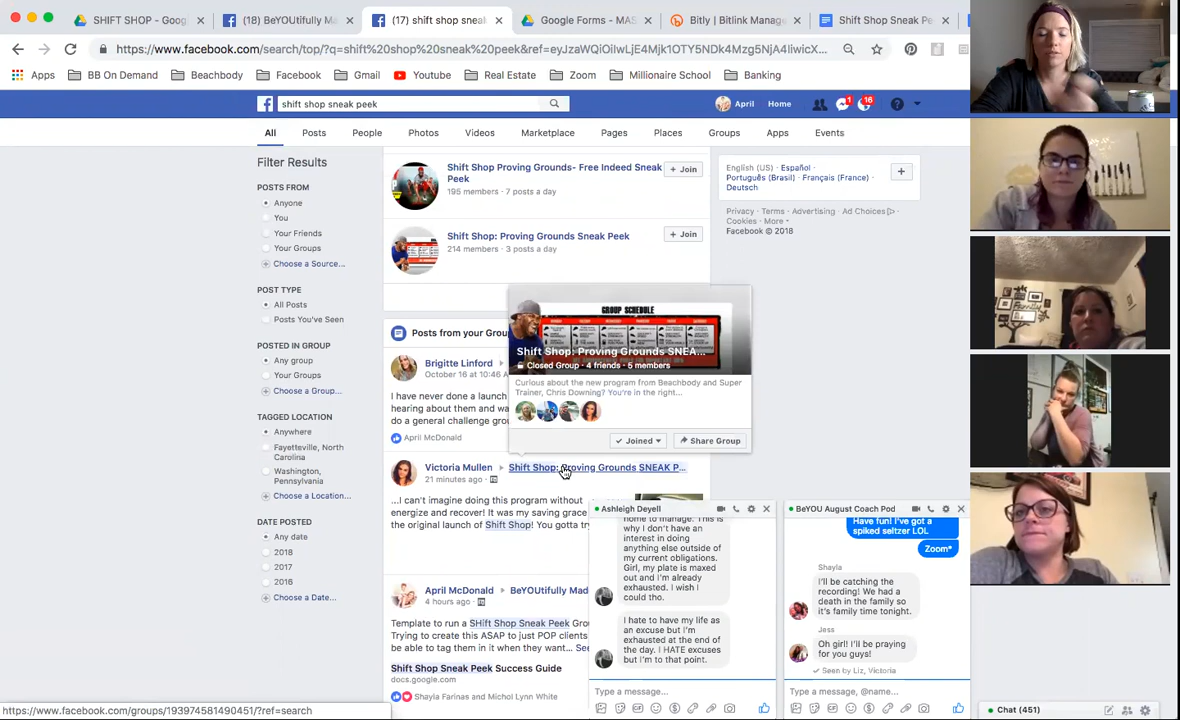 SHIFT SHOP - Goog
(18) BeYOUtifully Ma
(17) shift shop sneak
Google Forms - MAS
Bitly | Bitlink Manage
Shift Shop Sneak Pe
https://www.facebook.com/search/top/?q=shift%20shop%20sneak%20peek&ref=eyJzaWQiOiIwLjE4Mjk1OTY5NDk4Mzg5NjA4Iiwic X...
Apps
BB On Demand
Beachbody
Facebook
Gmail
Youtube
Real Estate
Zoom
Millionaire School
Banking
shift shop sneak peek
April
Home
1
16
All
Posts
People
Photos
Videos
Marketplace
Pages
Places
Groups
Apps
Events
Filter Results
POSTS FROM
Anyone
You
Your Friends
Your Groups
Choose a Source...
POST TYPE
All Posts
Posts You've Seen
POSTED IN GROUP
Any group
Your Groups
Choose a Group...
TAGGED LOCATION
Anywhere
Fayetteville, North
Carolina
Washington,
Pennsylvania
Choose a Location...
DATE POSTED
Any date
2018
2017
2016
Choose a Date...
Shift Shop Proving Grounds- Free Indeed Sneak
Peek
195 members · 7 posts a day
+ Join
Shift Shop: Proving Grounds Sneak Peek
214 members · 3 posts a day
+ Join
English (US) · Español ·
Português (Brasil) · Français (France) ·
Deutsch
Privacy · Terms · Advertising · Ad Choices ·
Cookies · More
Facebook © 2018
GROUP SCHEDULE
Shift Shop: Proving Grounds SNEA...
Closed Group · 4 friends · 5 members
Curious about the new program from Beachbody and Super
Trainer, Chris Downing? You're in the right...
Joined
Share Group
Posts from your Grou
Brigitte Linford
October 16 at 10:46 A
I have never done a launch
hearing about them and wa
do a general challenge gro
April McDonald
Victoria Mullen
Shift Shop: Proving Grounds SNEAK P...
21 minutes ago ·
...I can't imagine doing this program without
energize and recover! It was my saving grace
the original launch of Shift Shop! You gotta try
April McDonald
BeYOUtifully Mad
4 hours ago ·
Template to run a SHift Shop Sneak Peek Group
Trying to create this ASAP to just POP clients
be able to tag them in it when they want... Se
Shift Shop Sneak Peek Success Guide
docs.google.com
Shayla Farinas and Michol Lynn White
Ashleigh Deyell
home to manage. This is
why I don't have an
interest in doing
anything else outside of
my current obligations.
Girl, my plate is maxed
out and I'm already
exhausted. I wish I
could tho.
I hate to have my life as
an excuse but I'm
exhausted at the end of
the day. I HATE excuses
but I'm to that point.
Type a message...
BeYOU August Coach Pod
Have fun! I've got a
spiked seltzer LOL
Zoom*
Shayla
I'll be catching the
recording! We had a
death in the family so
it's family time tonight.
Jess
Oh girl! I'll be praying
for you guys!
Seen by Liz, Victoria
Type a message, @name...
Chat (451)
https://www.facebook.com/groups/193974581490451/?ref=search